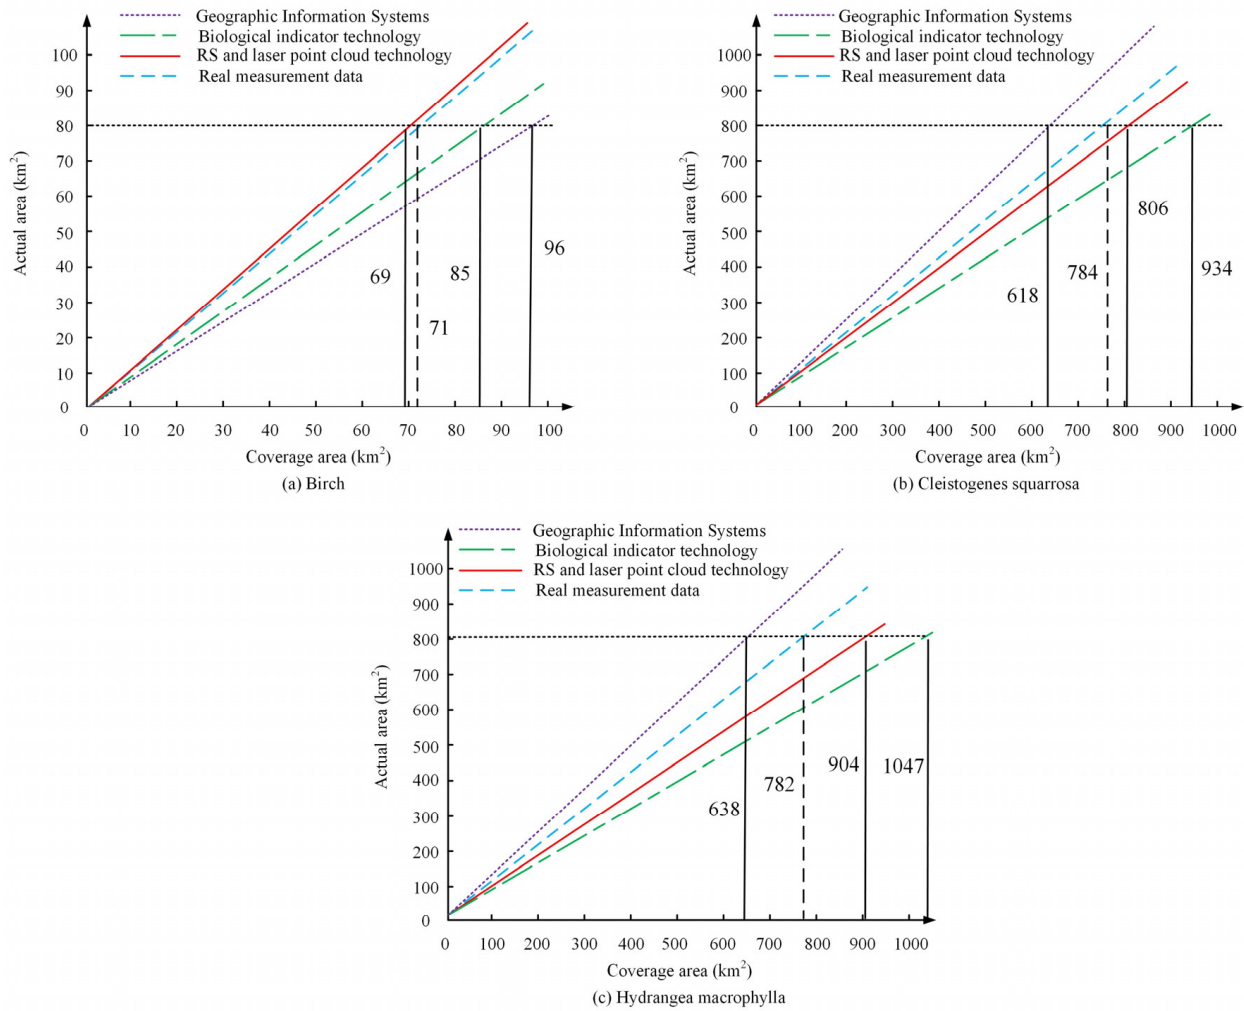 Geographic Information Systems
Biological indicator technology
RS and laser point cloud technology
Real measurement data
100
90
80
70
60
50
40
30
20
10
0
Actual area (km²)
69
71
85
96
0 10 20 30 40 50 60 70 80 90 100
Coverage area (km²)
(a) Birch
Geographic Information Systems
Biological indicator technology
RS and laser point cloud technology
Real measurement data
1000
900
800
700
600
500
400
300
200
100
0
Actual area (km²)
618
784
806
934
0 100 200 300 400 500 600 700 800 900 1000
Coverage area (km²)
(b) Cleistogenes squarrosa
Geographic Information Systems
Biological indicator technology
RS and laser point cloud technology
Real measurement data
1000
900
800
700
600
500
400
300
200
100
0
Actual area (km²)
638
782
904
1047
0 100 200 300 400 500 600 700 800 900 1000
Coverage area (km²)
(c) Hydrangea macrophylla